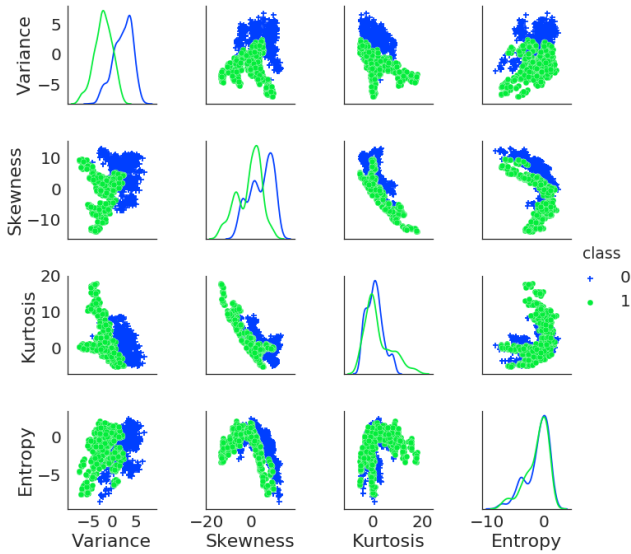 5
0
−5
Variance
10
0
−10
Skewness
class
0
1
20
10
0
Kurtosis
0
−5
Entropy
−5 0 5 −20 0 0 20 −10 0
Variance Skewness Kurtosis Entropy